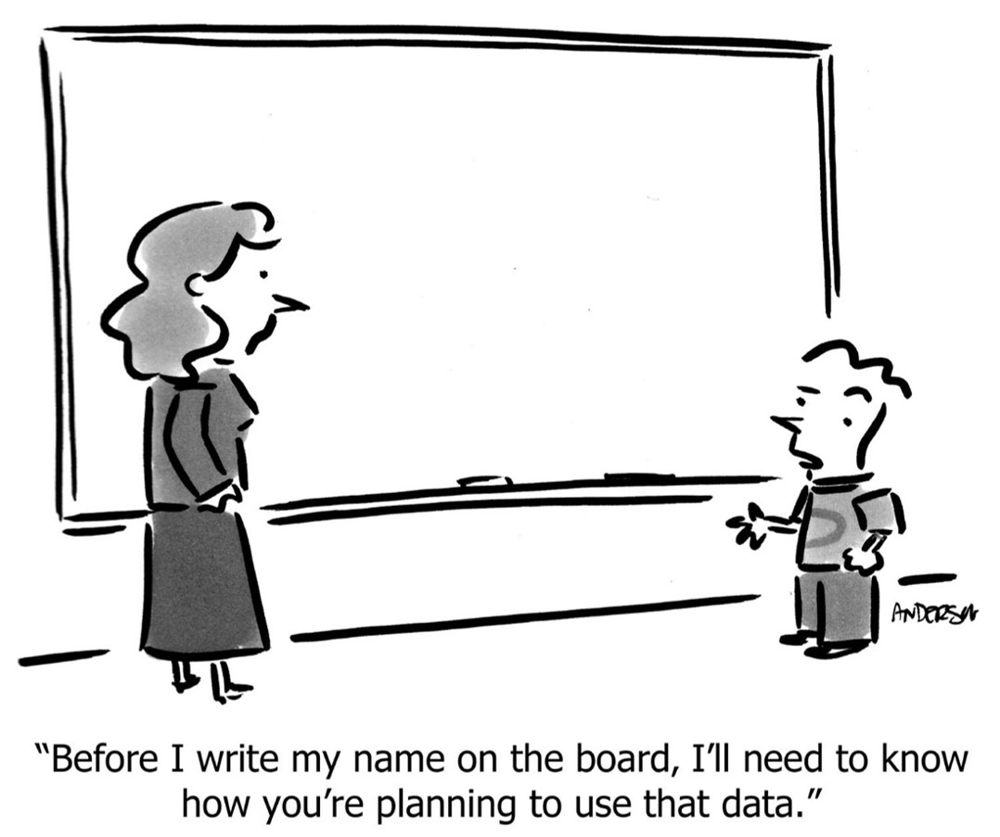 ANDERSON
“Before I write my name on the board, I’ll need to know
how you’re planning to use that data.”